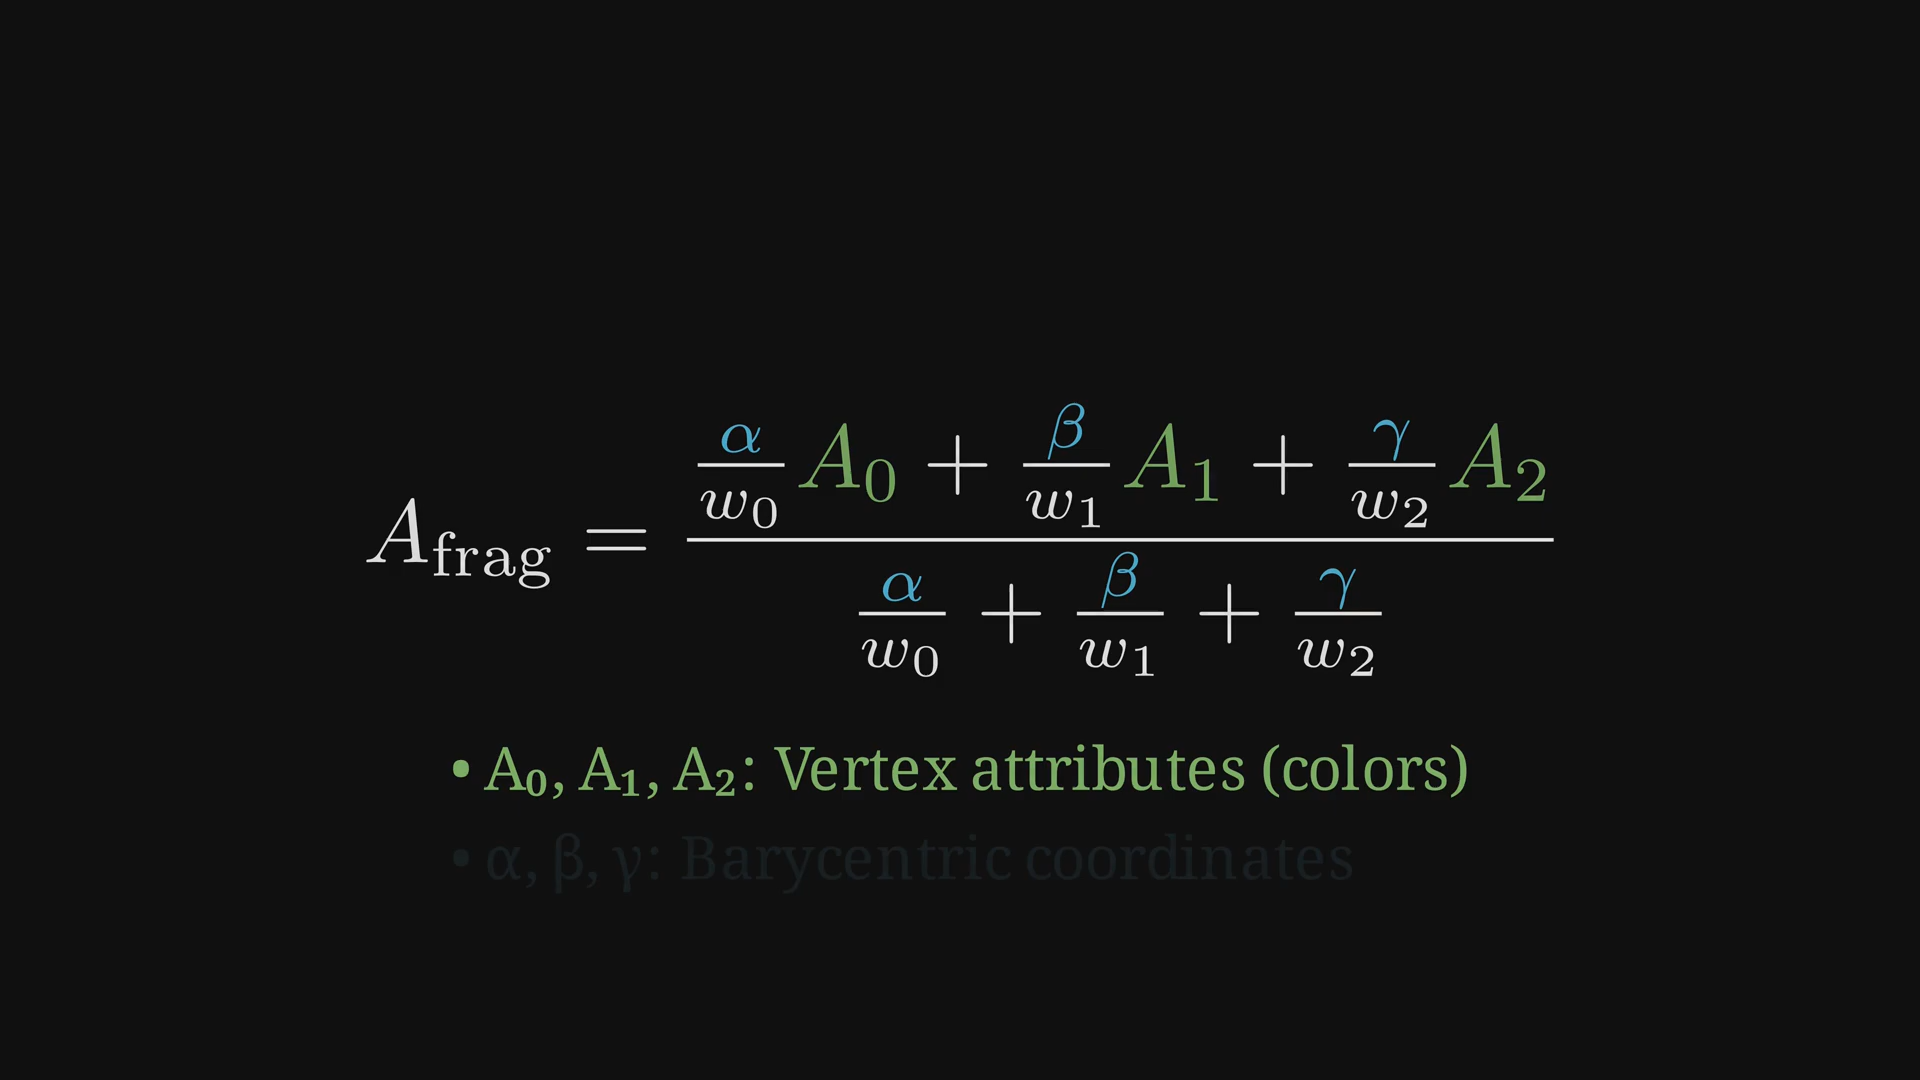 A_frag = (α/w₀ A₀ + β/w₁ A₁ + γ/w₂ A₂) / (α/w₀ + β/w₁ + γ/w₂)
• A₀, A₁, A₂: Vertex attributes (colors)
• α, β, γ: Barycentric coordinates